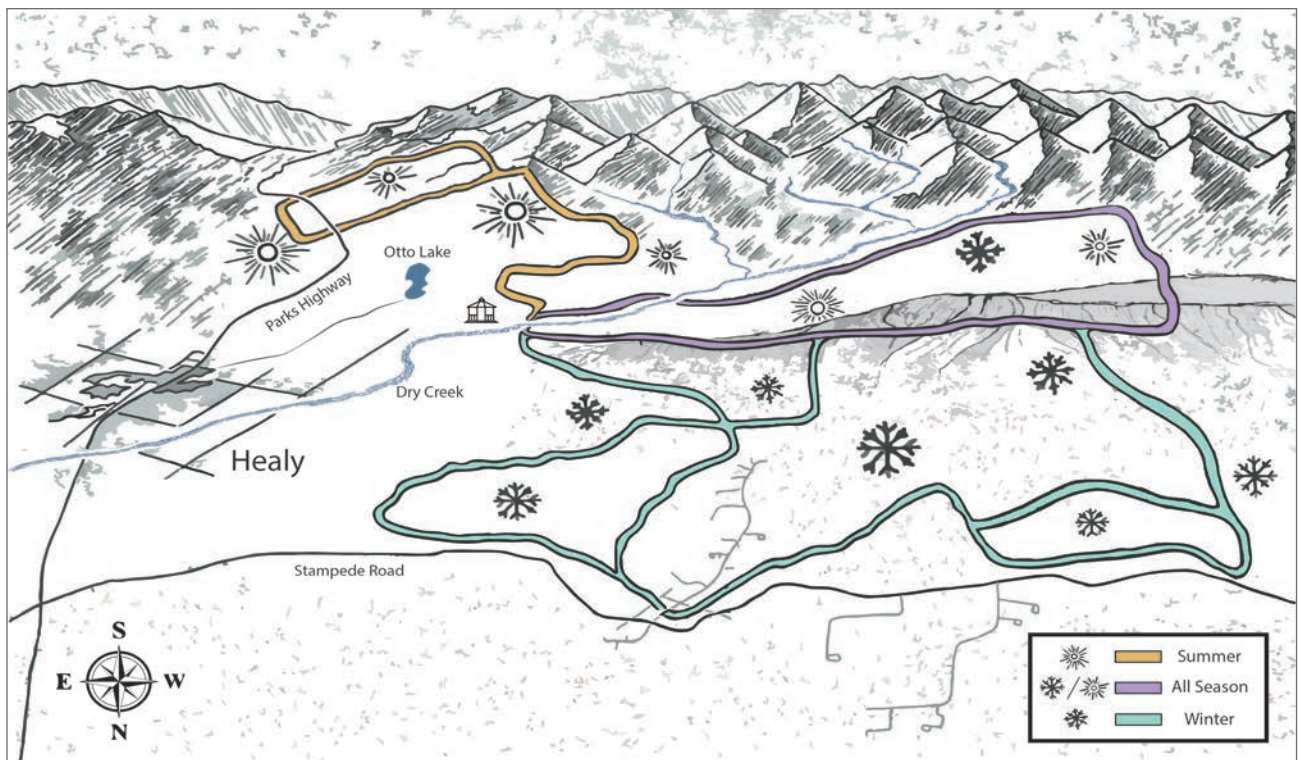 Otto Lake
Parks Highway
Dry Creek
Healy
Stampede Road
S
E W
N
Summer
/ All Season
Winter